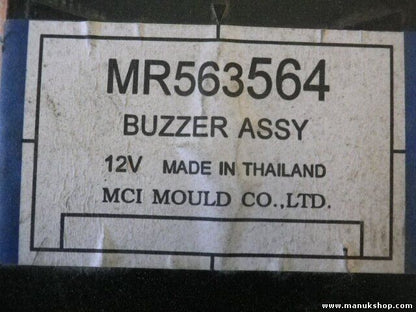 MR563564
BUZZER ASSY
12V MADE IN THAILAND
MCI MOULD CO.,LTD.
www.manukshop.com